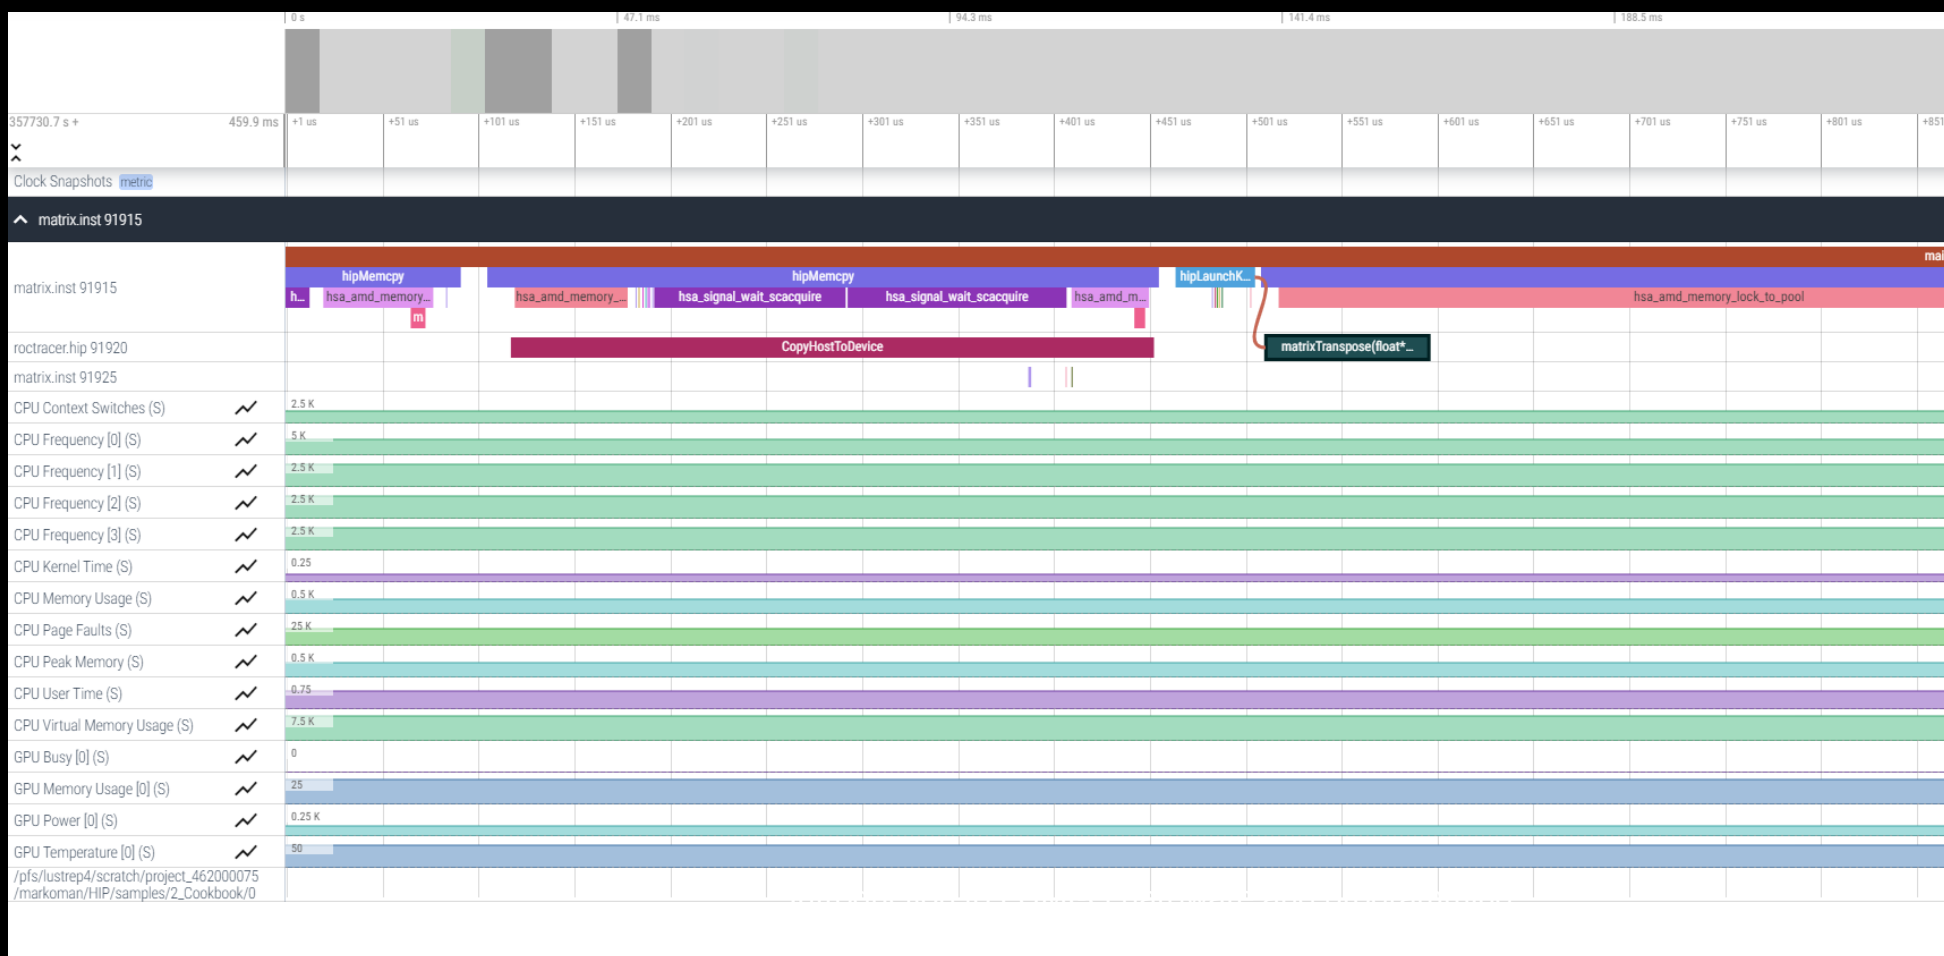 0 s 47.1 ms 94.3 ms 141.4 ms 188.5 ms
357730.7 s + 459.9 ms +1 us +51 us +101 us +151 us +201 us +251 us +301 us +351 us +401 us +451 us +501 us +551 us +601 us +651 us +701 us +751 us +801 us +851
Clock Snapshots metric
matrix.inst 91915
mai
hipMemcpy hipMemcpy hipLaunchK...
matrix.inst 91915
h... hsa_amd_memory... hsa_amd_memory_... hsa_signal_wait_scacquire hsa_signal_wait_scacquire hsa_amd_m... hsa_amd_memory_lock_to_pool
m
roctracer.hip 91920 CopyHostToDevice matrixTranspose(float*...
matrix.inst 91925
CPU Context Switches (S) 2.5 K
CPU Frequency [0] (S) 5 K
CPU Frequency [1] (S) 2.5 K
CPU Frequency [2] (S) 2.5 K
CPU Frequency [3] (S) 2.5 K
CPU Kernel Time (S) 0.25
CPU Memory Usage (S) 0.5 K
CPU Page Faults (S) 25 K
CPU Peak Memory (S) 0.5 K
CPU User Time (S) 0.75
CPU Virtual Memory Usage (S) 7.5 K
GPU Busy [0] (S) 0
GPU Memory Usage [0] (S) 25
GPU Power [0] (S) 0.25 K
GPU Temperature [0] (S) 50
/pfs/lustrep4/scratch/project_462000075
/markoman/HIP/samples/2_Cookbook/0